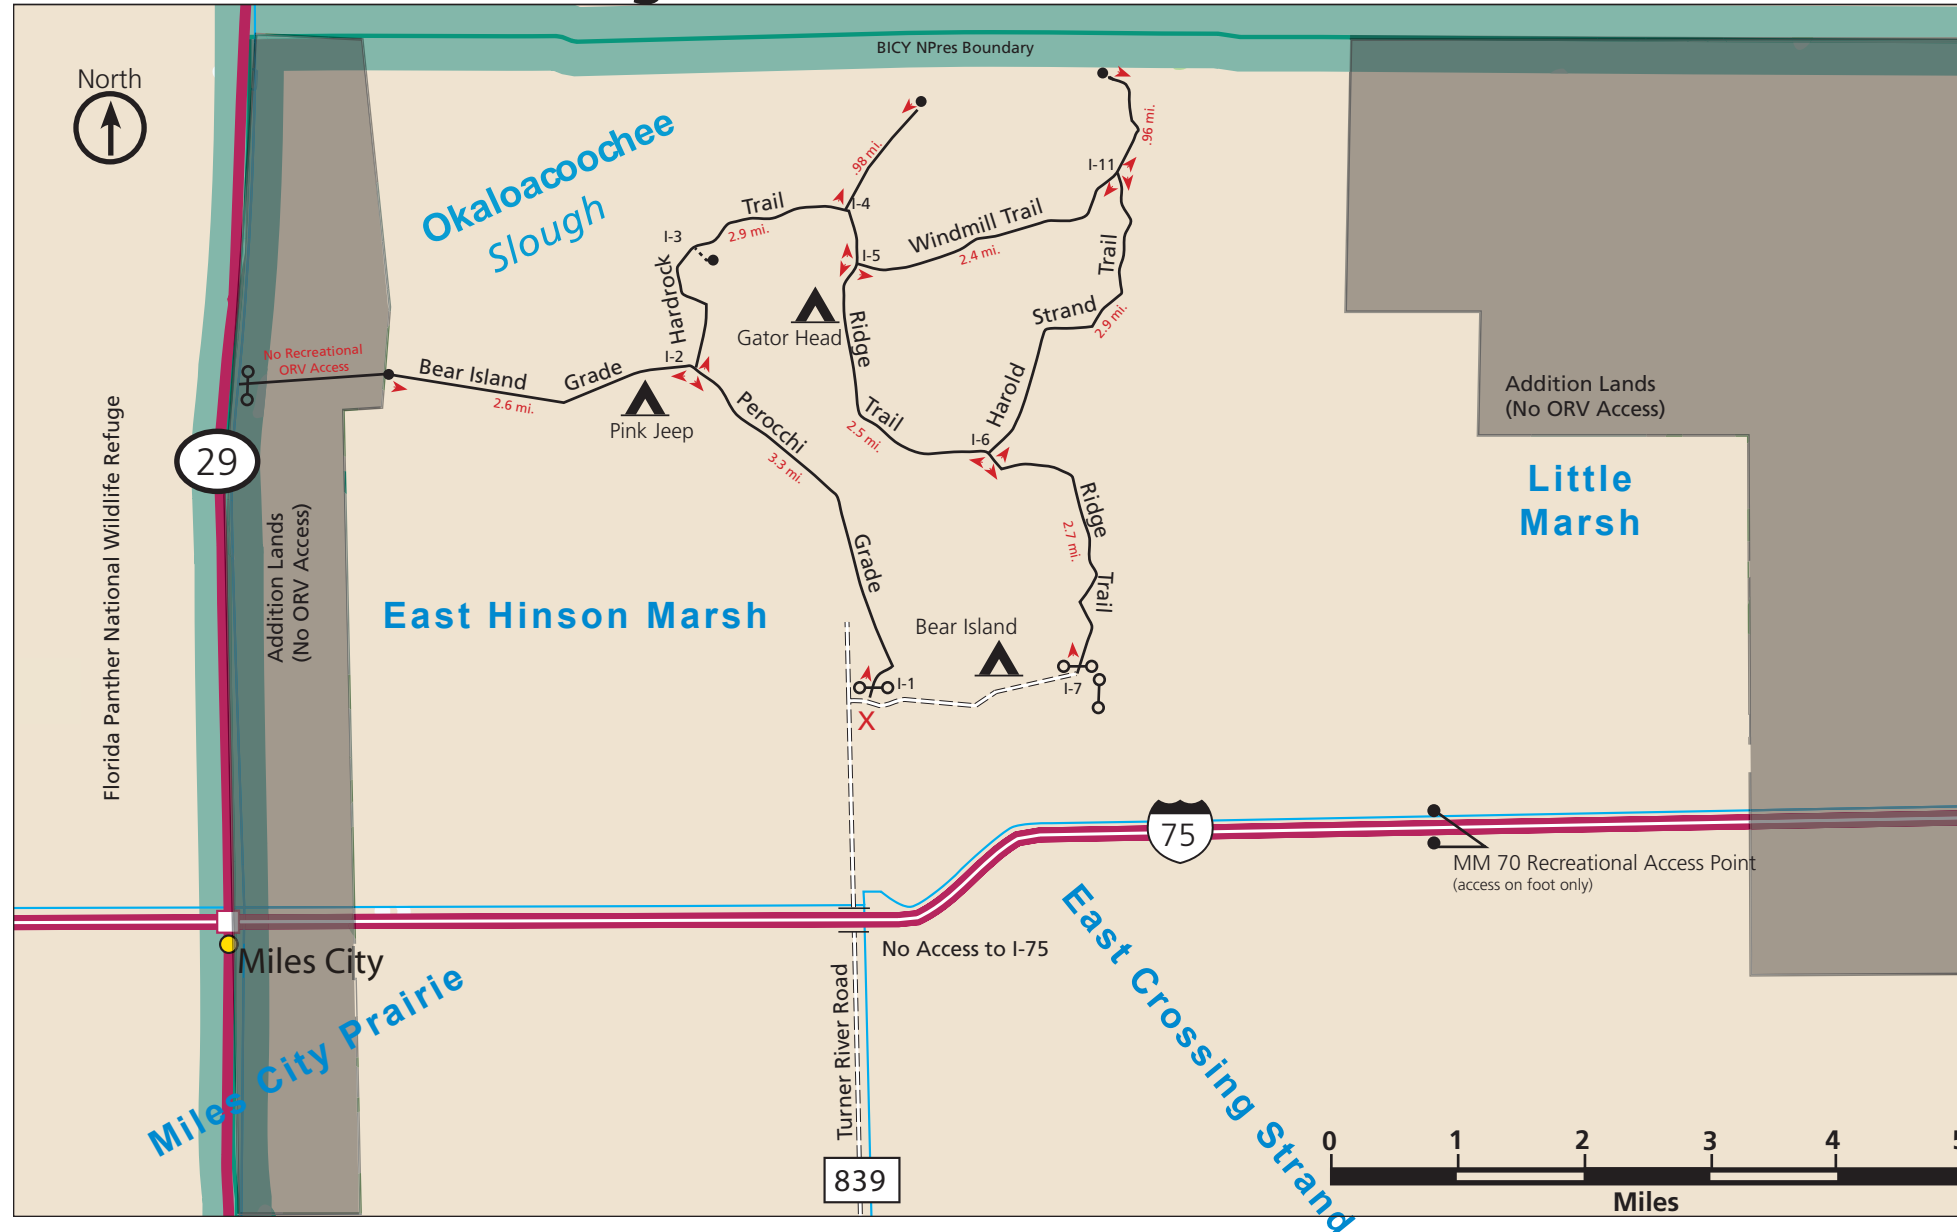 BICY NPres Boundary
North
Okaloacoochee
Slough
.98 mi.
.96 mi.
I-11
Trail
2.9 mi.
I-4
I-3
I-5
Windmill Trail
2.4 mi.
Hardrock
Trail
Strand
2.9 mi.
Gator Head
Ridge
No Recreational
ORV Access
Bear Island
Grade
2.6 mi.
I-2
Pink Jeep
Perocchi
3.3 mi.
Trail
2.5 mi.
Harold
I-6
Addition Lands
(No ORV Access)
29
Florida Panther National Wildlife Refuge
Addition Lands
(No ORV Access)
Little
Marsh
Ridge
2.7 mi.
Trail
Grade
East Hinson Marsh
Bear Island
I-1
I-7
X
75
MM 70 Recreational Access Point
(access on foot only)
No Access to I-75
Miles City
Miles City Prairie
East Crossing Strand
Turner River Road
839
0 1 2 3 4 5
Miles